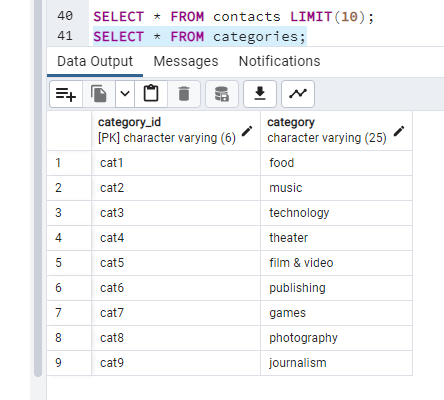 40 SELECT * FROM contacts LIMIT(10);
41 SELECT * FROM categories;
Data Output Messages Notifications
category_id category
[PK] character varying (6) character varying (25)
1 cat1 food
2 cat2 music
3 cat3 technology
4 cat4 theater
5 cat5 film & video
6 cat6 publishing
7 cat7 games
8 cat8 photography
9 cat9 journalism